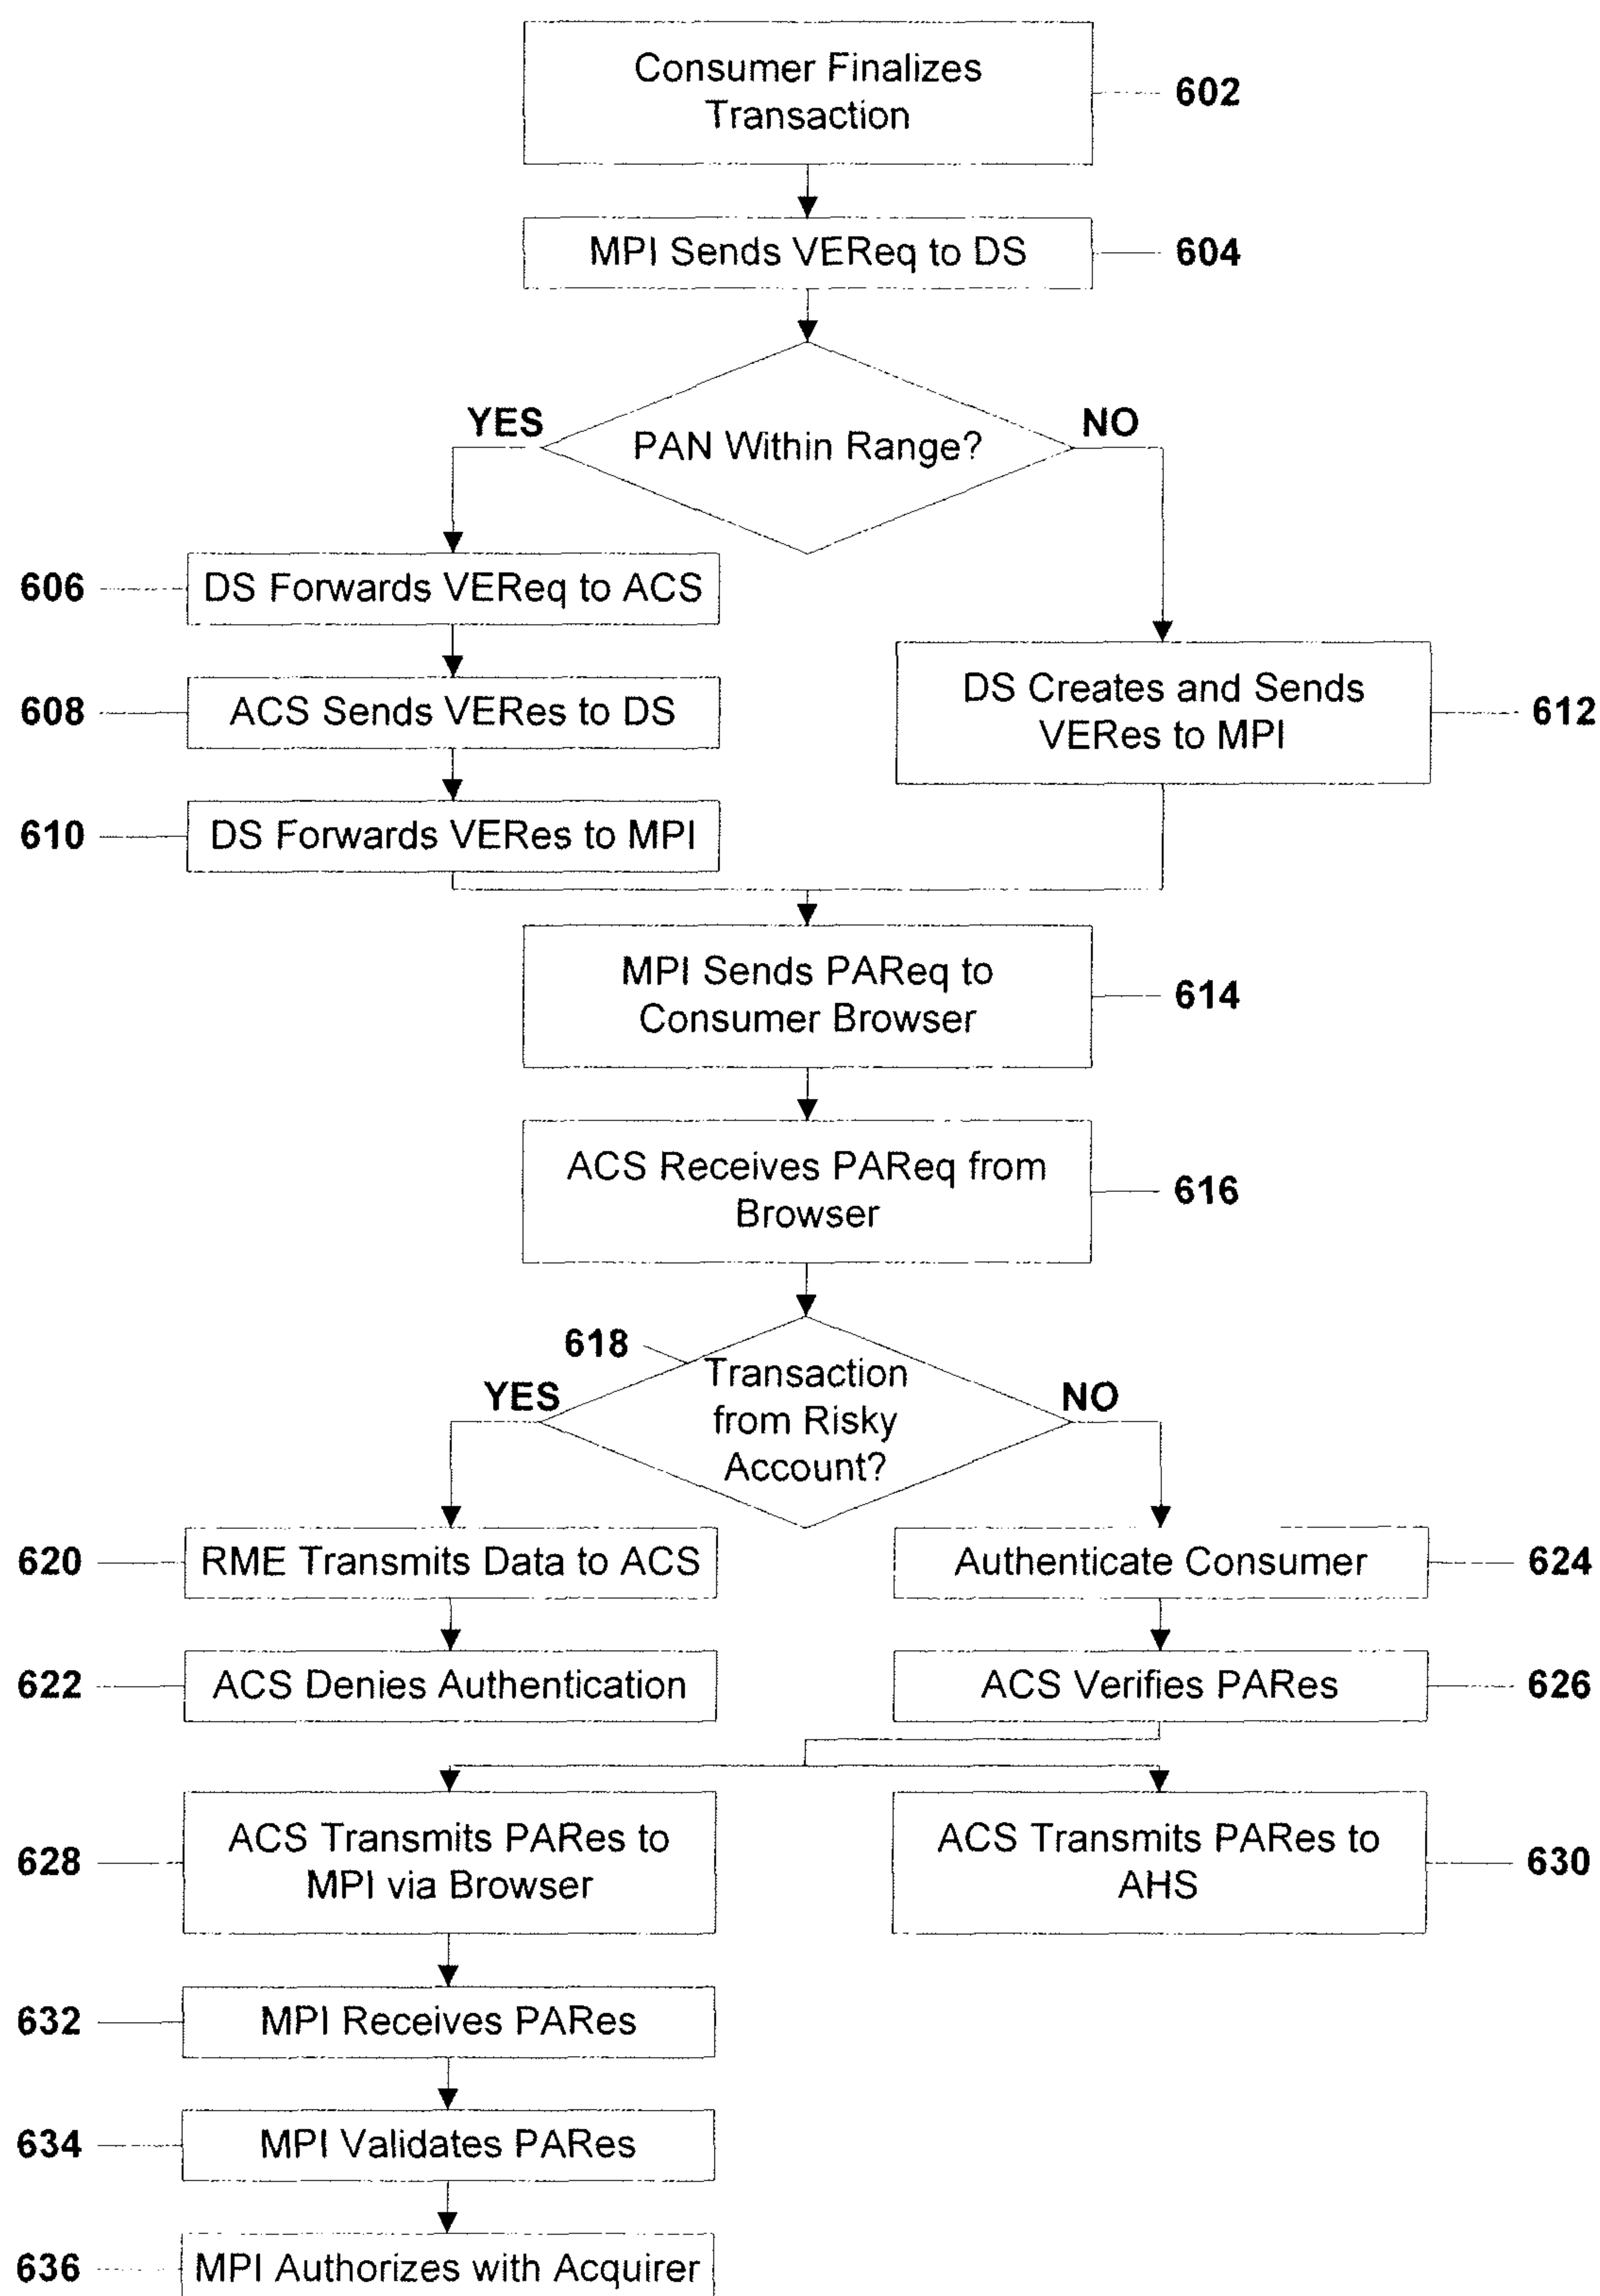 Consumer Finalizes
Transaction
602
MPI Sends VEReq to DS
604
YES
PAN Within Range?
NO
606
DS Forwards VEReq to ACS
608
ACS Sends VERes to DS
DS Creates and Sends
VERes to MPI
612
610
DS Forwards VERes to MPI
MPI Sends PAReq to
Consumer Browser
614
ACS Receives PAReq from
Browser
616
618
YES
Transaction
from Risky
Account?
NO
620
RME Transmits Data to ACS
Authenticate Consumer
624
622
ACS Denies Authentication
ACS Verifies PARes
626
628
ACS Transmits PARes to
MPI via Browser
ACS Transmits PARes to
AHS
630
632
MPI Receives PARes
634
MPI Validates PARes
636
MPI Authorizes with Acquirer